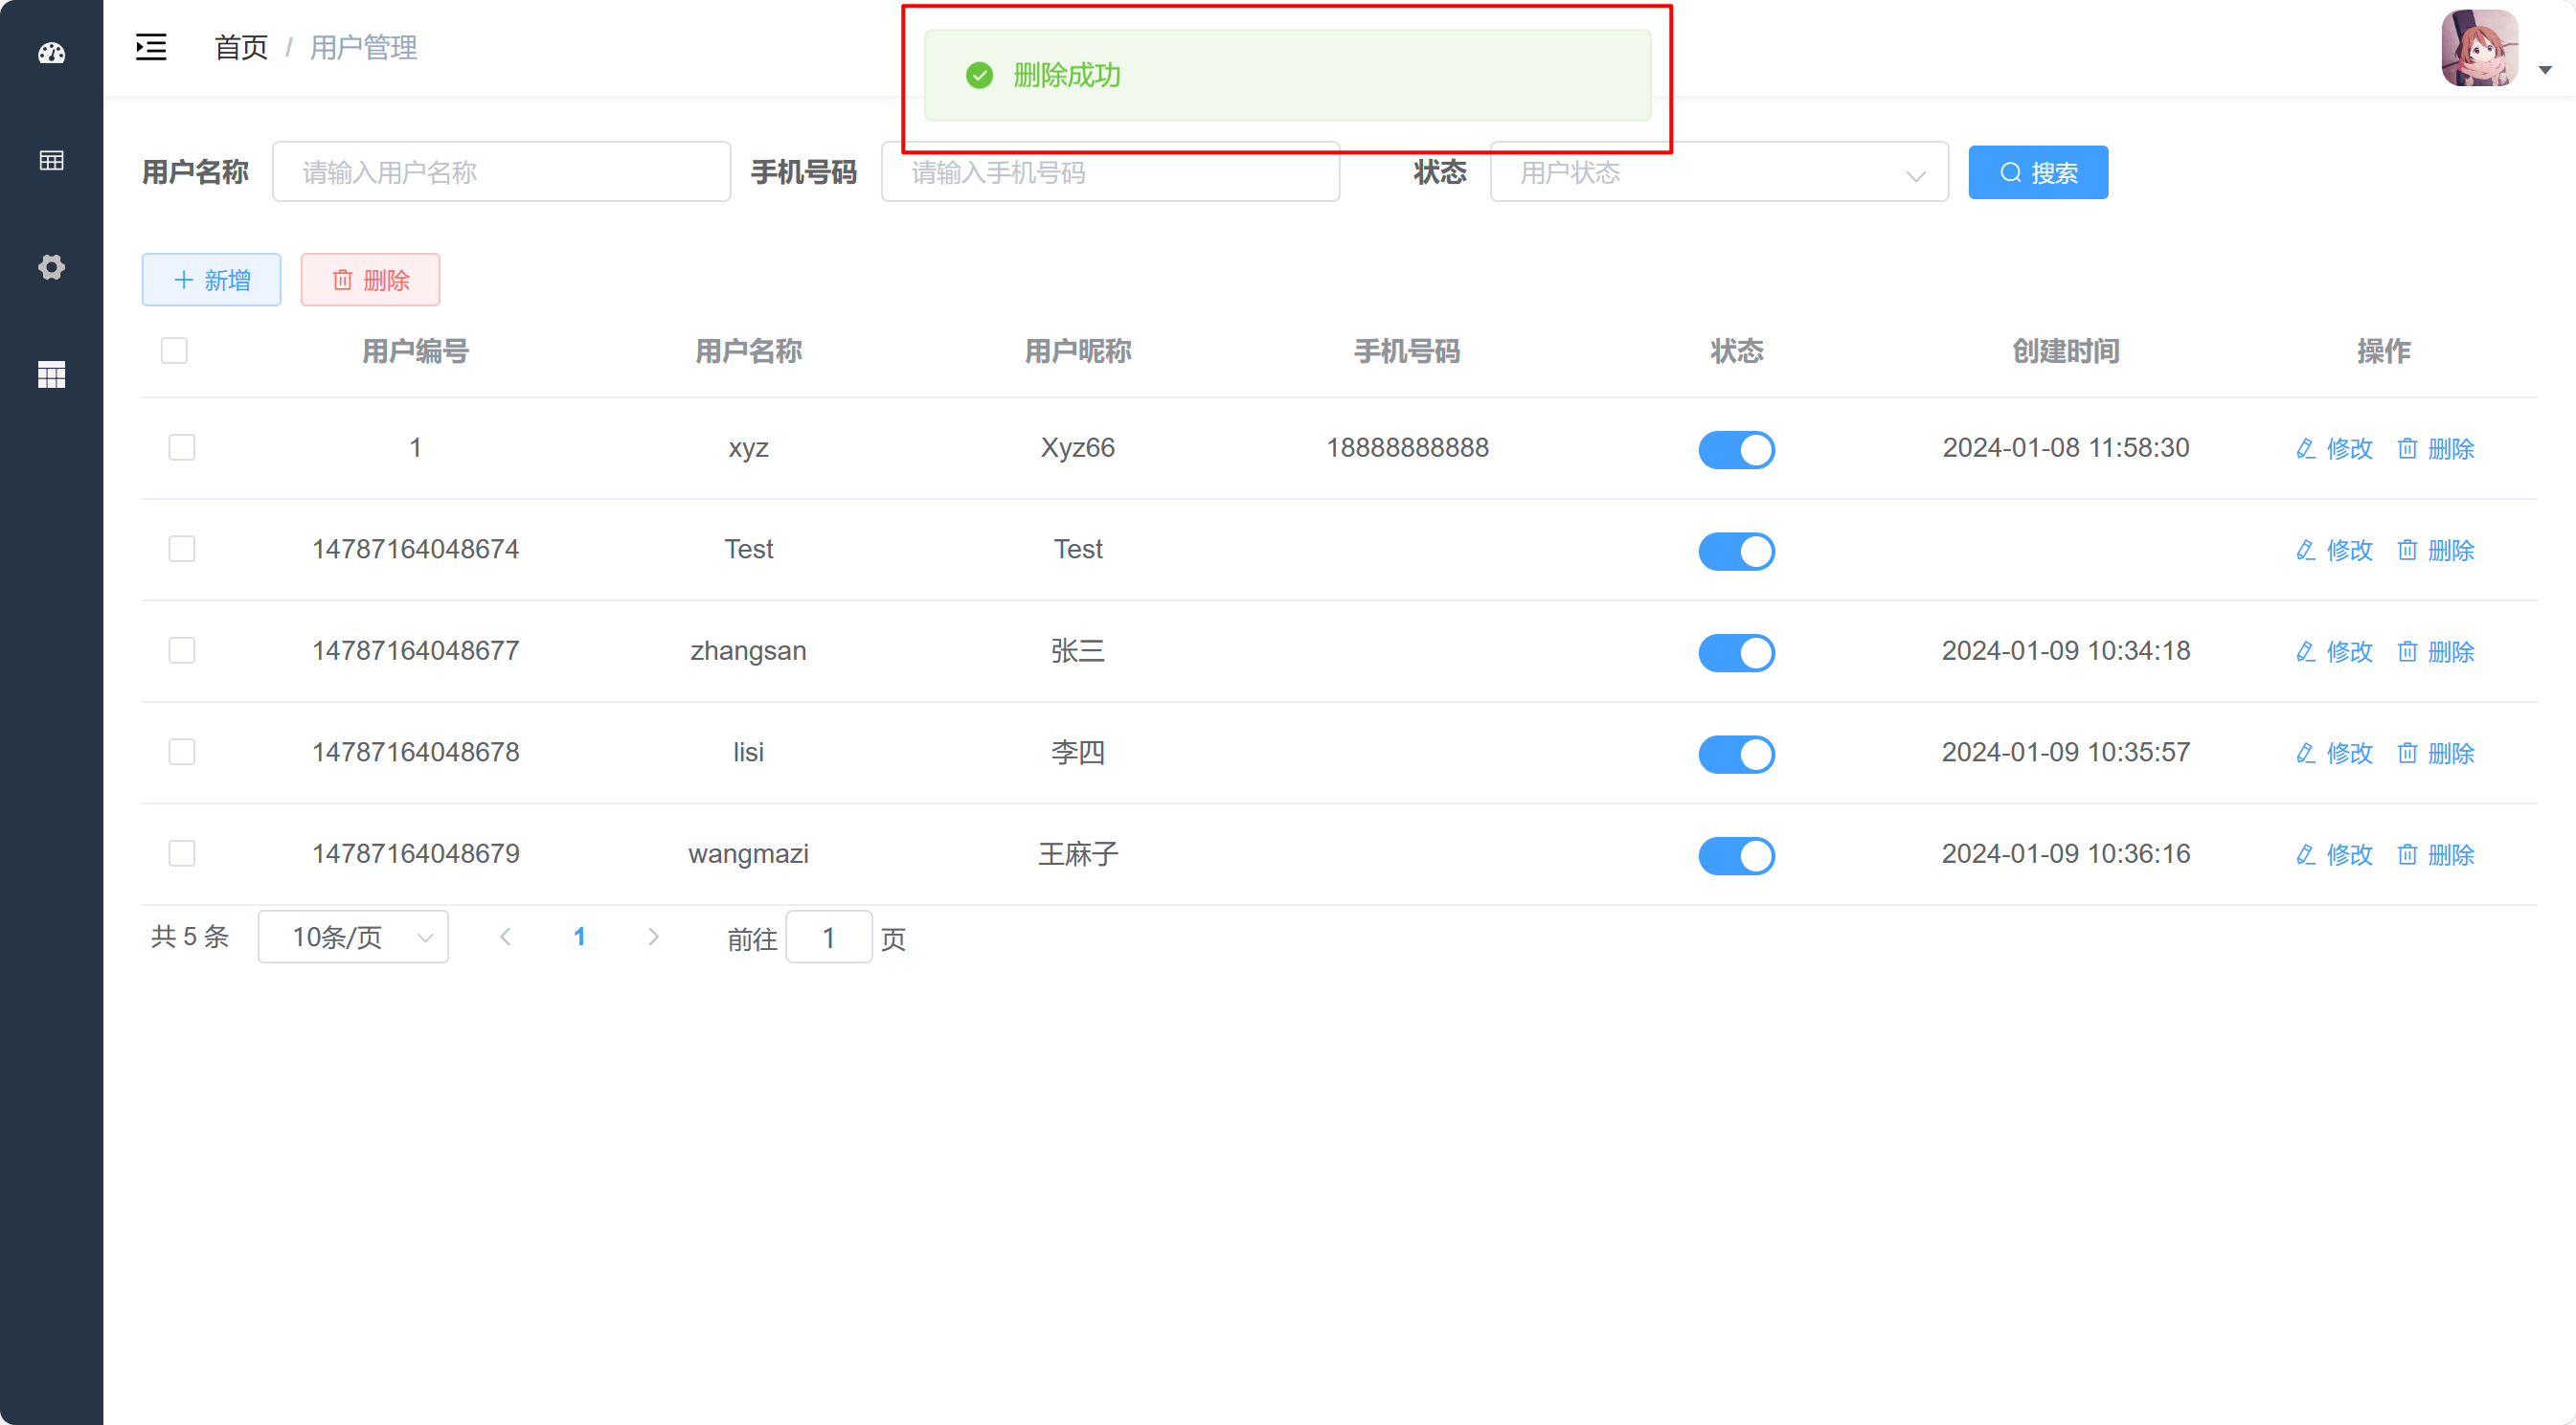 首页 / 用户管理
删除成功
用户名称 请输入用户名称 手机号码 请输入手机号码 状态 用户状态 搜索
新增 删除
用户编号 用户名称 用户昵称 手机号码 状态 创建时间 操作
1 xyz Xyz66 18888888888 2024-01-08 11:58:30 修改 删除
14787164048674 Test Test 修改 删除
14787164048677 zhangsan 张三 2024-01-09 10:34:18 修改 删除
14787164048678 lisi 李四 2024-01-09 10:35:57 修改 删除
14787164048679 wangmazi 王麻子 2024-01-09 10:36:16 修改 删除
共 5 条 10条/页 1 前往 1 页